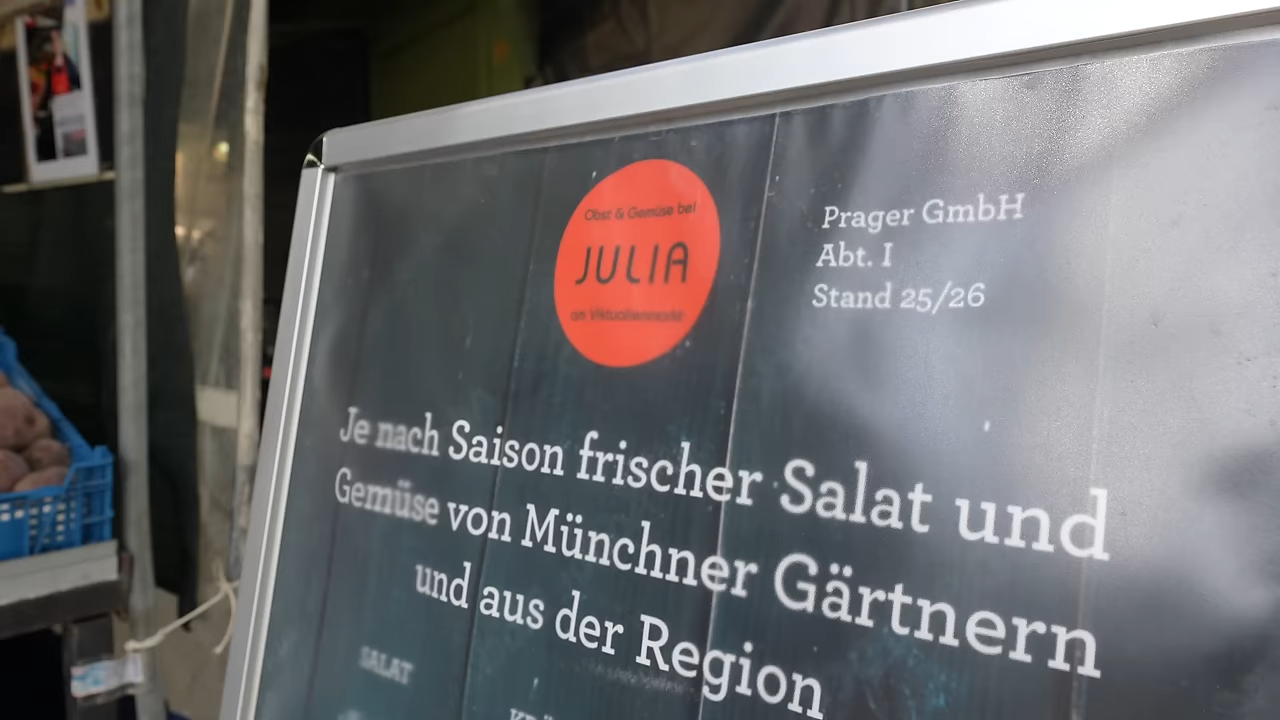 Obst & Gemüse bei
JULIA
am Viktualienmarkt
Prager GmbH
Abt. I
Stand 25/26
Je nach Saison frischer Salat und
Gemüse von Münchner Gärtnern
und aus der Region
SALAT